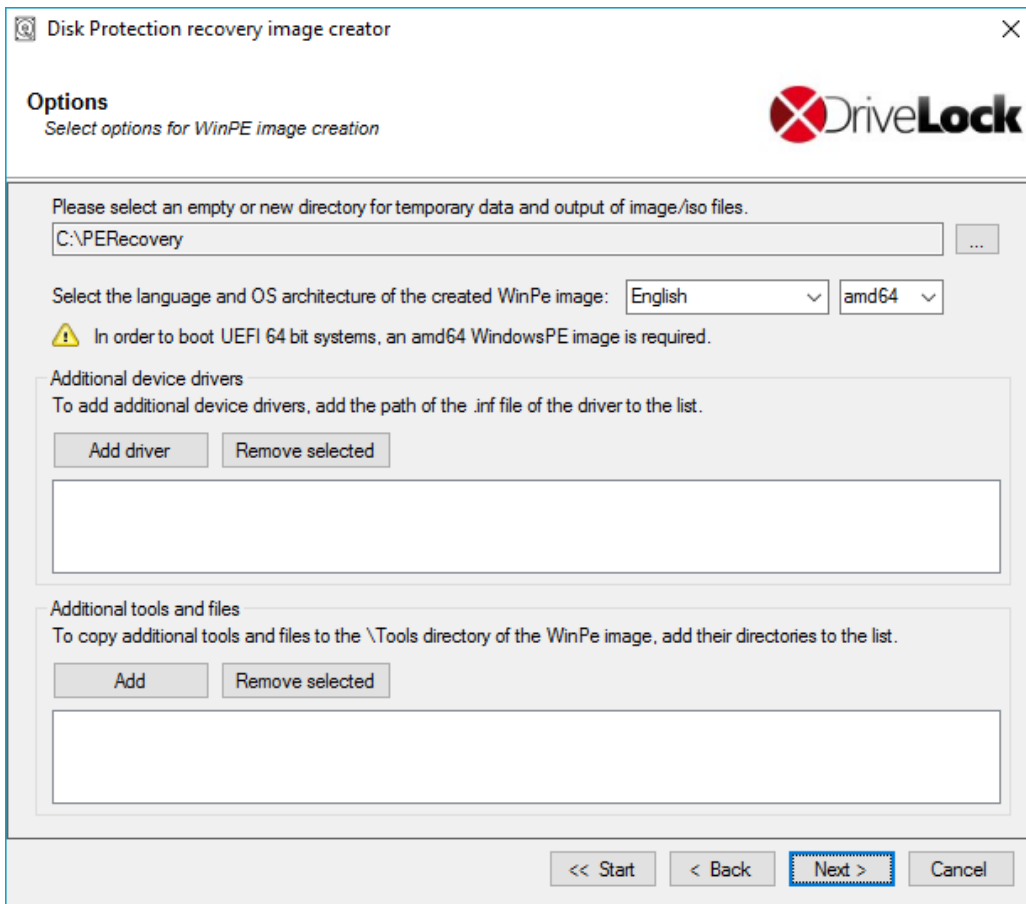 Disk Protection recovery image creator
Options
Select options for WinPE image creation
DriveLock
Please select an empty or new directory for temporary data and output of image/iso files.
C:\PERecovery
...
Select the language and OS architecture of the created WinPe image: English amd64
In order to boot UEFI 64 bit systems, an amd64 WindowsPE image is required.
Additional device drivers
To add additional device drivers, add the path of the .inf file of the driver to the list.
Add driver Remove selected
Additional tools and files
To copy additional tools and files to the \Tools directory of the WinPe image, add their directories to the list.
Add Remove selected
<< Start < Back Next > Cancel